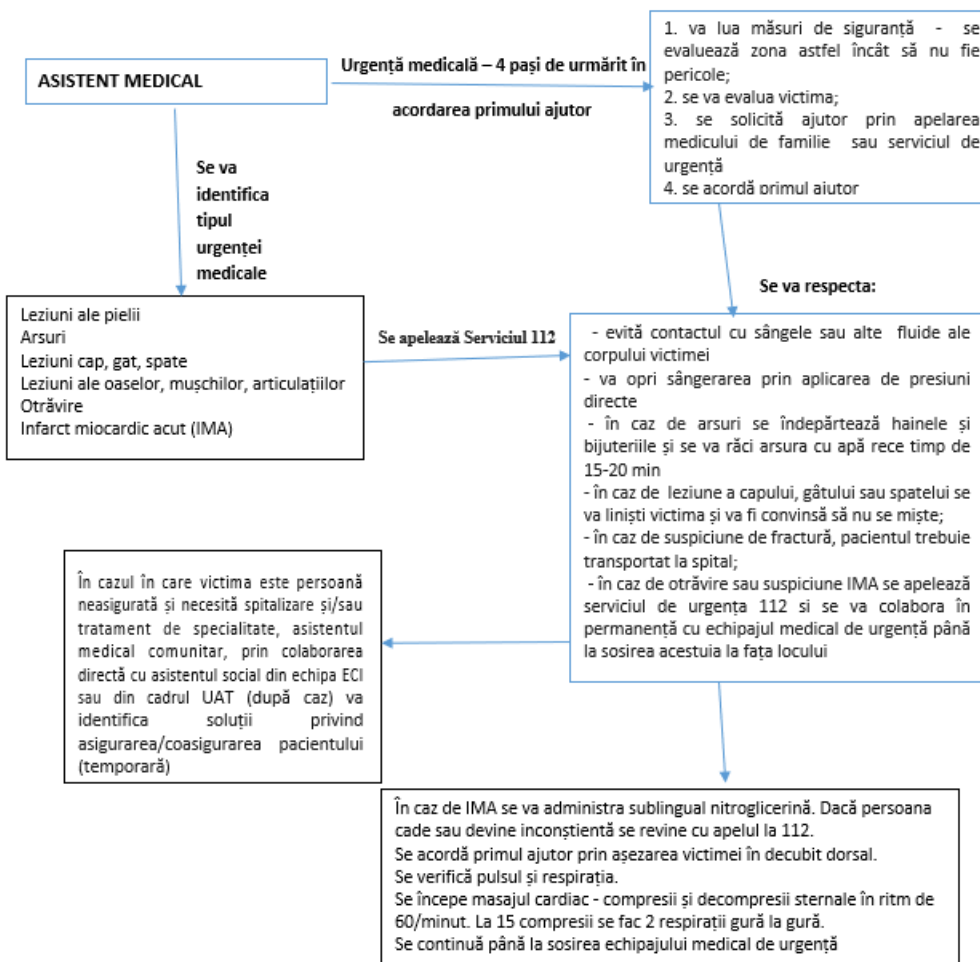 ASISTENT MEDICAL
Urgență medicală – 4 pași de urmărit în
acordarea primului ajutor
1. va lua măsuri de siguranță - se
evaluează zona astfel încât să nu fie
pericole;
2. se va evalua victima;
3. se solicită ajutor prin apelarea
medicului de familie sau serviciul de
urgență
4. se acordă primul ajutor
Se va
identifica
tipul
urgenței
medicale
Se va respecta:
Leziuni ale pielii
Arsuri
Leziuni cap, gat, spate
Leziuni ale oaselor, mușchilor, articulațiilor
Otrăvire
Infarct miocardic acut (IMA)
Se apelează Serviciul 112
- evită contactul cu sângele sau alte fluide ale
corpului victimei
- va opri sângerarea prin aplicarea de presiuni
directe
- în caz de arsuri se îndepărtează hainele și
bijuteriile și se va răci arsura cu apă rece timp de
15-20 min
- în caz de leziune a capului, gâtului sau spatelui se
va liniști victima și va fi convinsă să nu se miște;
- în caz de suspiciune de fractură, pacientul trebuie
transportat la spital;
- în caz de otrăvire sau suspiciune IMA se apelează
serviciul de urgența 112 si se va colabora în
permanență cu echipajul medical de urgență până
la sosirea acestuia la fața locului
În cazul în care victima este persoană
neasigurată și necesită spitalizare și/sau
tratament de specialitate, asistentul
medical comunitar, prin colaborarea
directă cu asistentul social din echipa ECI
sau din cadrul UAT (după caz) va
identifica soluții privind
asigurarea/coasigurarea pacientului
(temporară)
În caz de IMA se va administra sublingual nitroglicerină. Dacă persoana
cade sau devine inconștientă se revine cu apelul la 112.
Se acordă primul ajutor prin așezarea victimei în decubit dorsal.
Se verifică pulsul și respirația.
Se începe masajul cardiac - compresii și decompresii sternale în ritm de
60/minut. La 15 compresii se fac 2 respirații gură la gură.
Se continuă până la sosirea echipajului medical de urgență